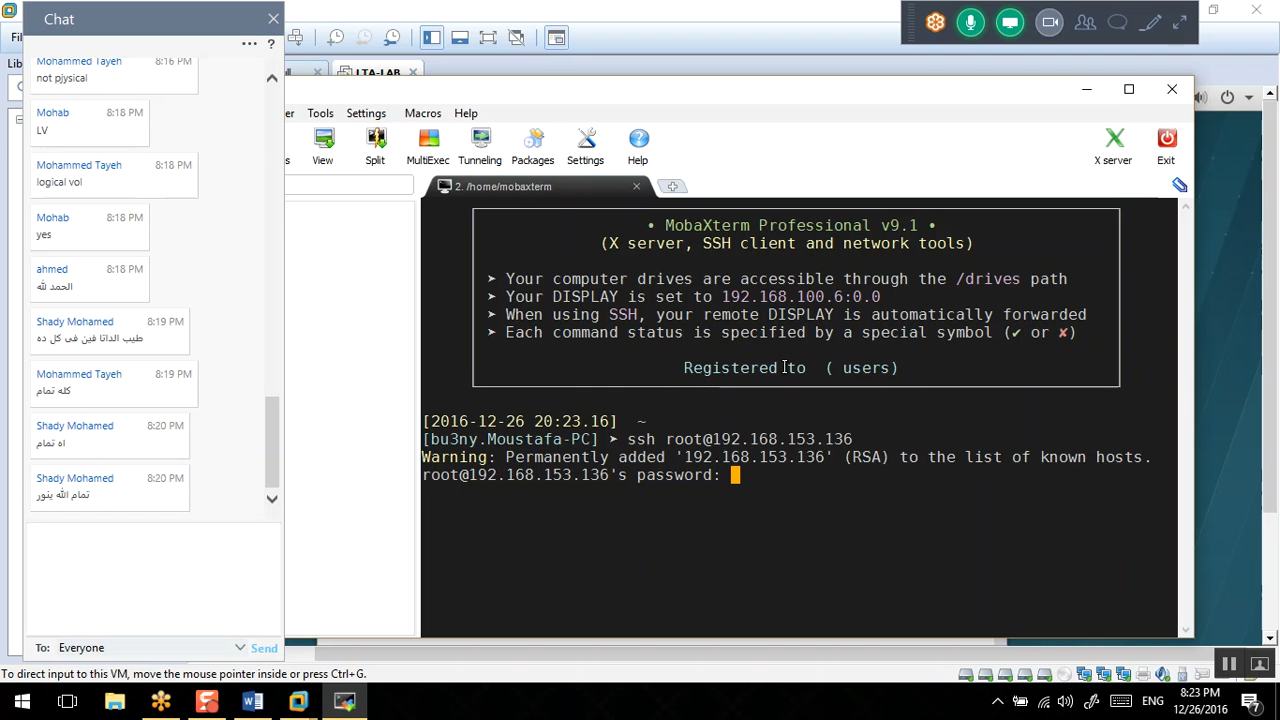 Chat
Fi
Lib
LTA-LAB
Mohammed Tayeh 8:16 PM
not pjysical
Mohab 8:18 PM
LV
Mohammed Tayeh 8:18 PM
logical vol
Mohab 8:18 PM
yes
ahmed 8:18 PM
الحمد لله
Shady Mohamed 8:19 PM
طيب الداتا فين فى كل ده
Mohammed Tayeh 8:19 PM
كله تمام
Shady Mohamed 8:20 PM
اه تمام
Shady Mohamed 8:20 PM
تمام الله ينور
To: Everyone
Send
er Tools Settings Macros Help
s View Split MultiExec Tunneling Packages Settings Help X server Exit
2. /home/mobaxterm
• MobaXterm Professional v9.1 •
(X server, SSH client and network tools)
➤ Your computer drives are accessible through the /drives path
➤ Your DISPLAY is set to 192.168.100.6:0.0
➤ When using SSH, your remote DISPLAY is automatically forwarded
➤ Each command status is specified by a special symbol (✔ or ✘)
Registered to ( users)
[2016-12-26 20:23.16] ~
[bu3ny.Moustafa-PC] ➤ ssh root@192.168.153.136
Warning: Permanently added '192.168.153.136' (RSA) to the list of known hosts.
root@192.168.153.136's password:
To direct input to this VM, move the mouse pointer inside or press Ctrl+G.
ENG
8:23 PM
12/26/2016
7